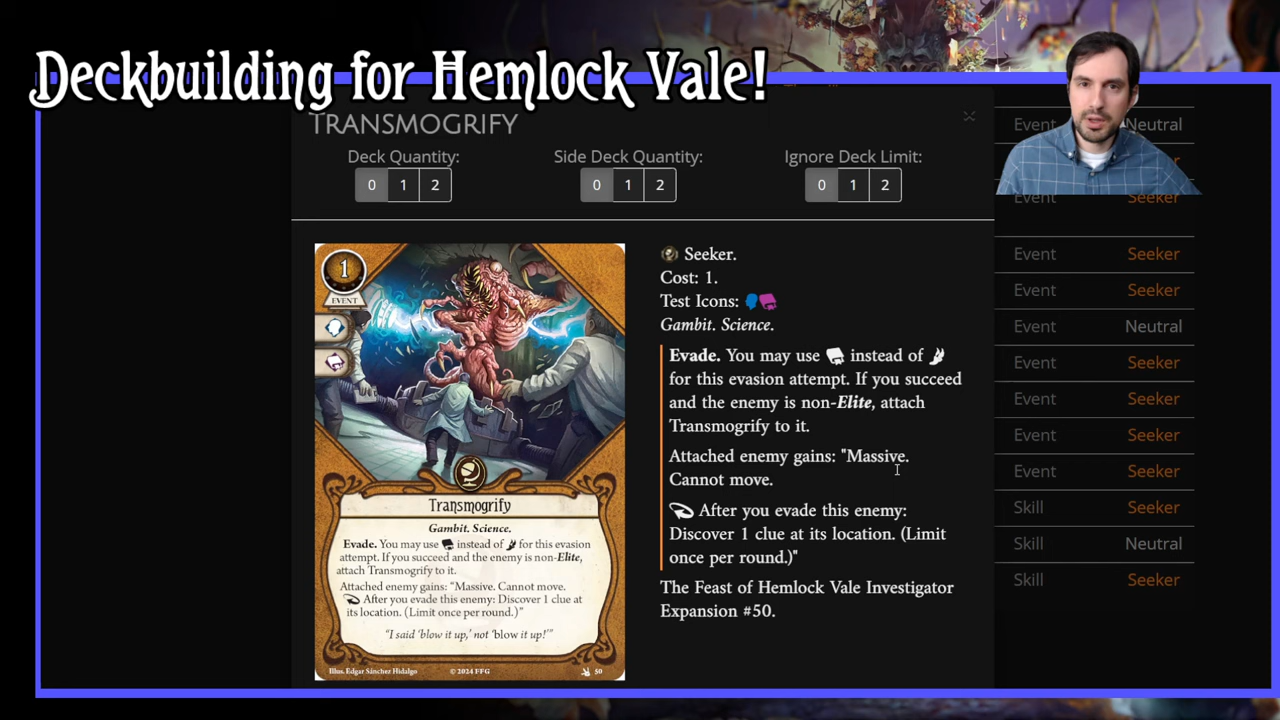 Deckbuilding for Hemlock Vale!
TRANSMOGRIFY
Deck Quantity:
0 1 2
Side Deck Quantity:
0 1 2
Ignore Deck Limit:
0 1 2
1
EVENT
Transmogrify
Gambit. Science.
Evade. You may use instead of for this evasion
attempt. If you succeed and the enemy is non-Elite,
attach Transmogrify to it.
Attached enemy gains: “Massive. Cannot move.
After you evade this enemy: Discover 1 clue at
its location. (Limit once per round.)”
“I said ‘blow it up,’ not ‘blow it up!’”
Illus. Edgar Sánchez Hidalgo © 2024 FFG 50
Seeker.
Cost: 1.
Test Icons:
Gambit. Science.
Evade. You may use instead of
for this evasion attempt. If you succeed
and the enemy is non-Elite, attach
Transmogrify to it.
Attached enemy gains: "Massive.
Cannot move.
After you evade this enemy:
Discover 1 clue at its location. (Limit
once per round.)"
The Feast of Hemlock Vale Investigator
Expansion #50.
Event Neutral
Event Seeker
Event Seeker
Event Seeker
Event Neutral
Event Seeker
Event Seeker
Event Seeker
Event Seeker
Skill Seeker
Skill Neutral
Skill Seeker